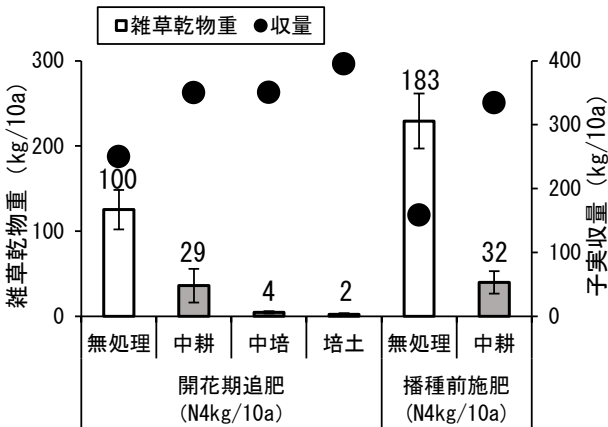 □雑草乾物重 ●収量
雑草乾物重 (kg/10a)
300
200
100
0
100
29
4
2
183
32
400
300
200
100
0
子実収量 (kg/10a)
無処理 中耕 中培 培土 無処理 中耕
開花期追肥 播種前施肥
(N4kg/10a) (N4kg/10a)